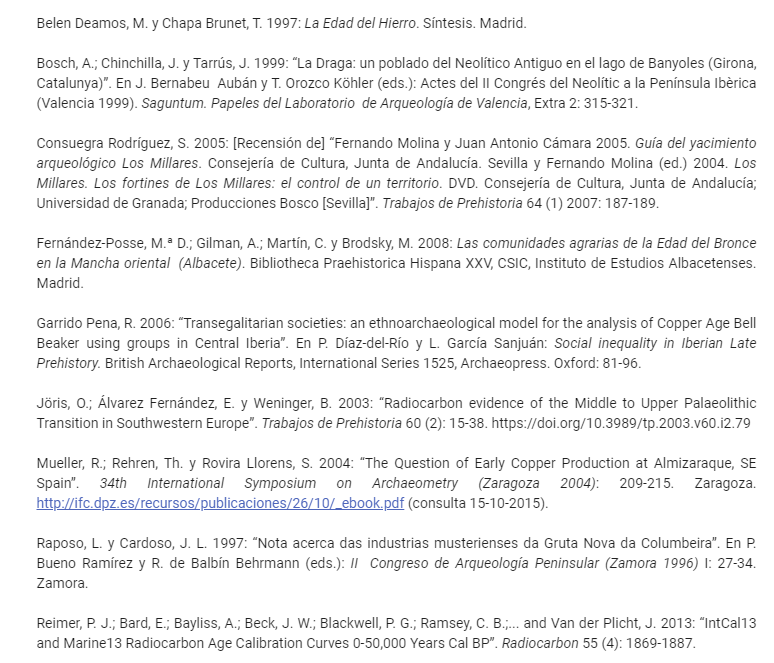 Belen Deamos, M. y Chapa Brunet, T. 1997: La Edad del Hierro. Síntesis. Madrid.
Bosch, A.; Chinchilla, J. y Tarrús, J. 1999: “La Draga: un poblado del Neolítico Antiguo en el lago de Banyoles (Girona,
Catalunya)”. En J. Bernabeu Aubán y T. Orozco Köhler (eds.): Actes del II Congrés del Neolític a la Península Ibèrica
(Valencia 1999). Saguntum. Papeles del Laboratorio de Arqueología de Valencia, Extra 2: 315-321.
Consuegra Rodríguez, S. 2005: [Recensión de] “Fernando Molina y Juan Antonio Cámara 2005. Guía del yacimiento
arqueológico Los Millares. Consejería de Cultura, Junta de Andalucía. Sevilla y Fernando Molina (ed.) 2004. Los
Millares. Los fortines de Los Millares: el control de un territorio. DVD. Consejería de Cultura, Junta de Andalucía;
Universidad de Granada; Producciones Bosco [Sevilla]”. Trabajos de Prehistoria 64 (1) 2007: 187-189.
Fernández-Posse, M.ª D.; Gilman, A.; Martín, C. y Brodsky, M. 2008: Las comunidades agrarias de la Edad del Bronce
en la Mancha oriental (Albacete). Bibliotheca Praehistorica Hispana XXV, CSIC, Instituto de Estudios Albacetenses.
Madrid.
Garrido Pena, R. 2006: “Transegalitarian societies: an ethnoarchaeological model for the analysis of Copper Age Bell
Beaker using groups in Central Iberia”. En P. Díaz-del-Río y L. García Sanjuán: Social inequality in Iberian Late
Prehistory. British Archaeological Reports, International Series 1525, Archaeopress. Oxford: 81-96.
Jöris, O.; Álvarez Fernández, E. y Weninger, B. 2003: “Radiocarbon evidence of the Middle to Upper Palaeolithic
Transition in Southwestern Europe”. Trabajos de Prehistoria 60 (2): 15-38. https://doi.org/10.3989/tp.2003.v60.i2.79
Mueller, R.; Rehren, Th. y Rovira Llorens, S. 2004: “The Question of Early Copper Production at Almizaraque, SE
Spain”. 34th International Symposium on Archaeometry (Zaragoza 2004): 209-215. Zaragoza.
http://ifc.dpz.es/recursos/publicaciones/26/10/_ebook.pdf (consulta 15-10-2015).
Raposo, L. y Cardoso, J. L. 1997: “Nota acerca das industrias musterienses da Gruta Nova da Columbeira”. En P.
Bueno Ramírez y R. de Balbín Behrmann (eds.): II Congreso de Arqueología Peninsular (Zamora 1996) I: 27-34.
Zamora.
Reimer, P. J.; Bard, E.; Bayliss, A.; Beck, J. W.; Blackwell, P. G.; Ramsey, C. B.;... and Van der Plicht, J. 2013: “IntCal13
and Marine13 Radiocarbon Age Calibration Curves 0-50,000 Years Cal BP”. Radiocarbon 55 (4): 1869-1887.